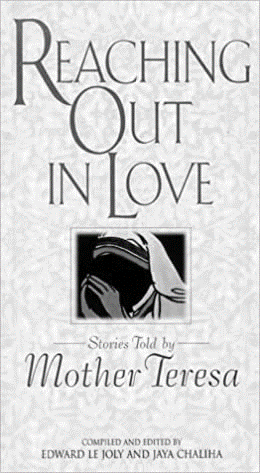 REACHING
OUT
IN LOVE
Stories Told by
Mother Teresa
COMPILED AND EDITED BY
EDWARD LE JOLY AND JAYA CHALIHA